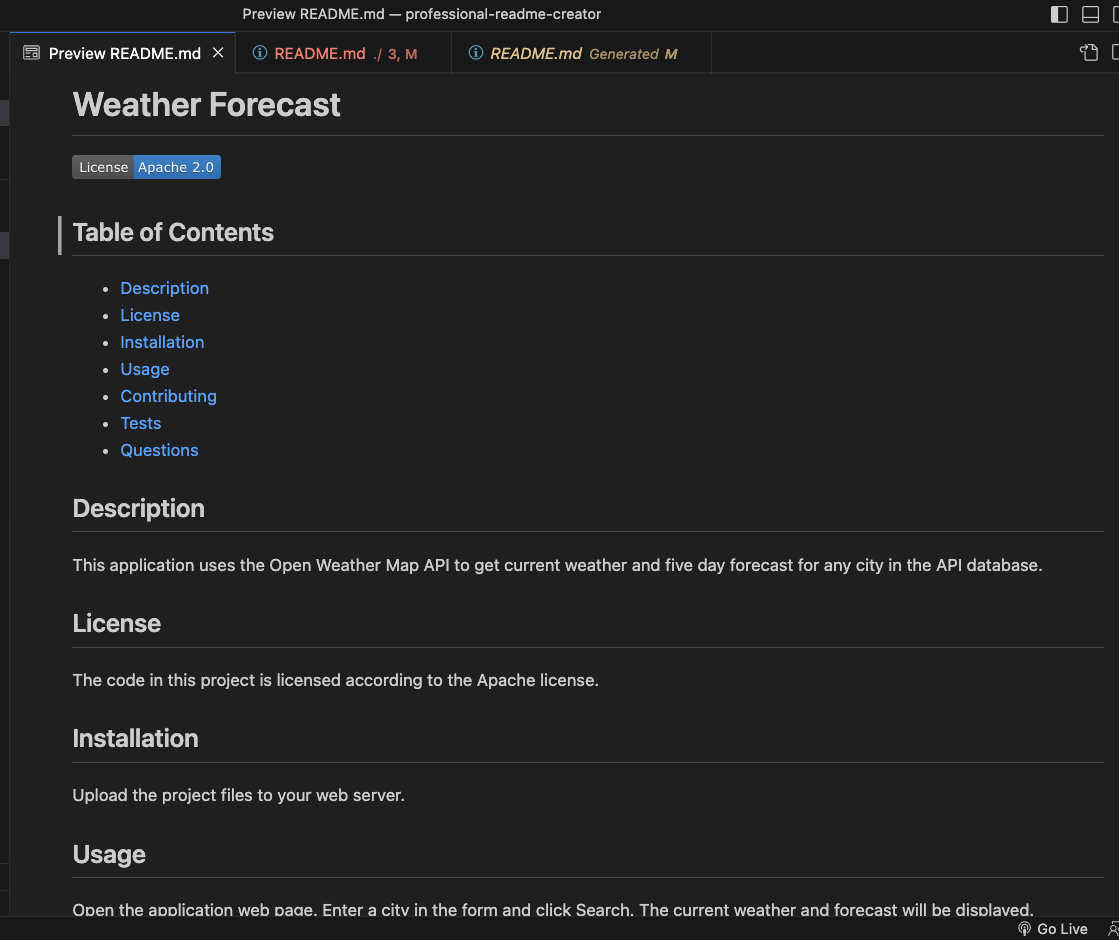 Preview README.md — professional-readme-creator
Preview README.md README.md ./ 3, M README.md Generated M
Weather Forecast
License Apache 2.0
Table of Contents
Description
License
Installation
Usage
Contributing
Tests
Questions
Description
This application uses the Open Weather Map API to get current weather and five day forecast for any city in the API database.
License
The code in this project is licensed according to the Apache license.
Installation
Upload the project files to your web server.
Usage
Open the application web page. Enter a city in the form and click Search. The current weather and forecast will be displayed.
Go Live